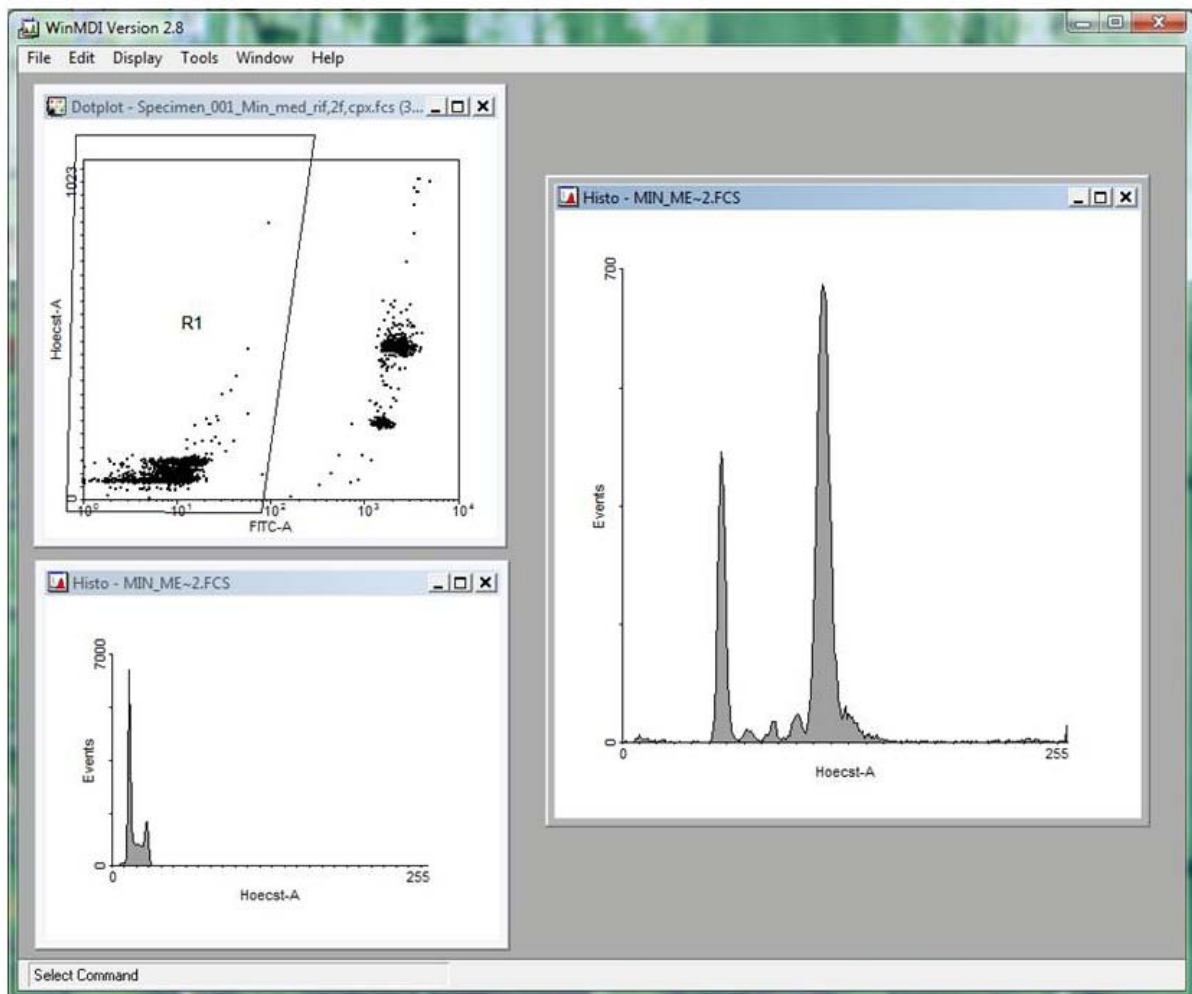 WinMDI Version 2.8
File Edit Display Tools Window Help
Dotplot - Specimen_001_Min_med_rif,2f,cpx.fcs (3...
1023
Hoecst-A
R1
0
10⁰ 10¹ 10² 10³ 10⁴
FITC-A
Histo - MIN_ME~2.FCS
7000
Events
0
0 255
Hoecst-A
Histo - MIN_ME~2.FCS
700
Events
0
0 255
Hoecst-A
Select Command